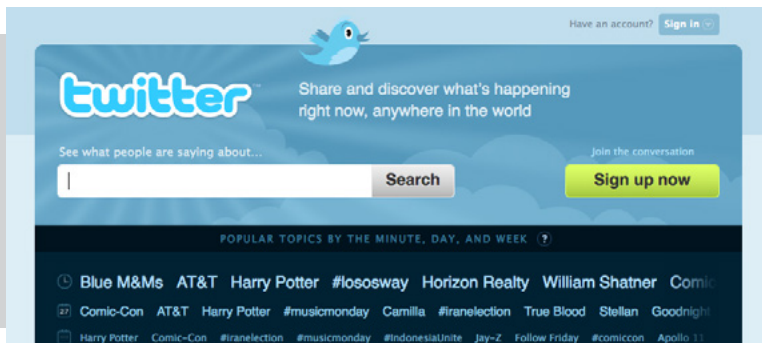 Have an account? Sign in
twitter
Share and discover what's happening
right now, anywhere in the world
See what people are saying about...
Search
Join the conversation
Sign up now
POPULAR TOPICS BY THE MINUTE, DAY, AND WEEK ?
Blue M&Ms AT&T Harry Potter #lososway Horizon Realty William Shatner Comic
27 Comic-Con AT&T Harry Potter #musicmonday Camilla #iranelection True Blood Stellan Goodnight
Harry Potter Comic-Con #iranelection #musicmonday #IndonesiaUnite Jay-Z Follow Friday #comiccon Apollo 11